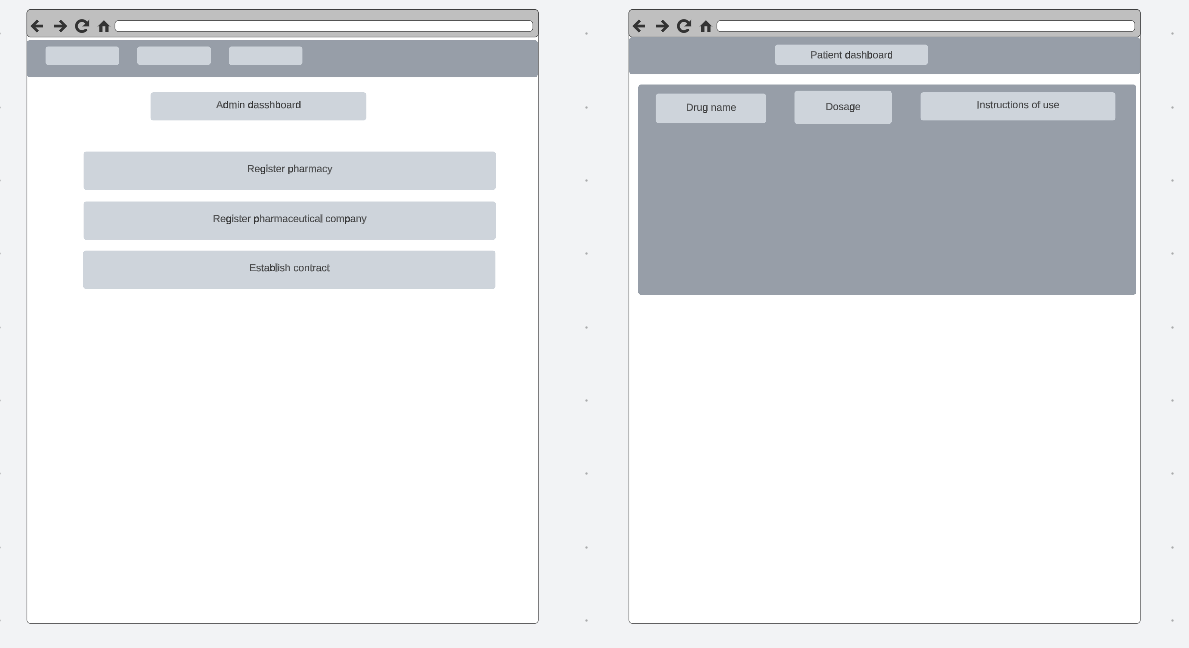 Admin dasshboard
Register pharmacy
Register pharmaceutical company
Establish contract
Patient dashboard
Drug name
Dosage
Instructions of use